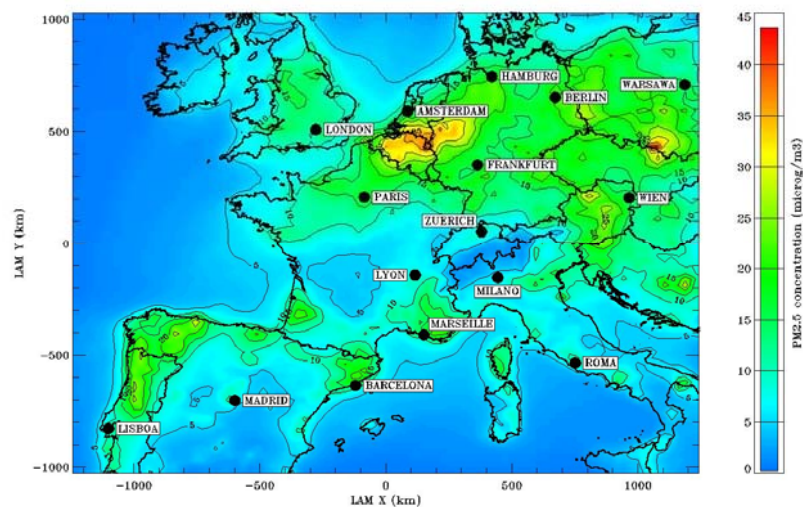 1000
500
0
−500
−1000
−1000
−500
0
500
1000
LAM X (km)
LAM Y (km)
HAMBURG
WARSAWA
BERLIN
AMSTERDAM
LONDON
FRANKFURT
PARIS
WIEN
ZUERICH
LYON
MILANO
MARSEILLE
ROMA
BARCELONA
MADRID
LISBOA
45
40
35
30
25
20
15
10
5
0
PM2.5 concentration (microg/m3)